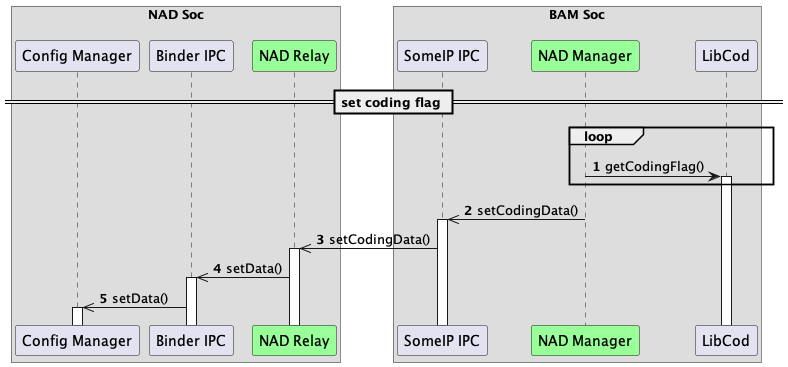 NAD Soc
BAM Soc
Config Manager
Binder IPC
NAD Relay
SomeIP IPC
NAD Manager
LibCod
set coding flag
loop
1 getCodingFlag()
2 setCodingData()
3 setCodingData()
4 setData()
5 setData()
Config Manager
Binder IPC
NAD Relay
SomeIP IPC
NAD Manager
LibCod